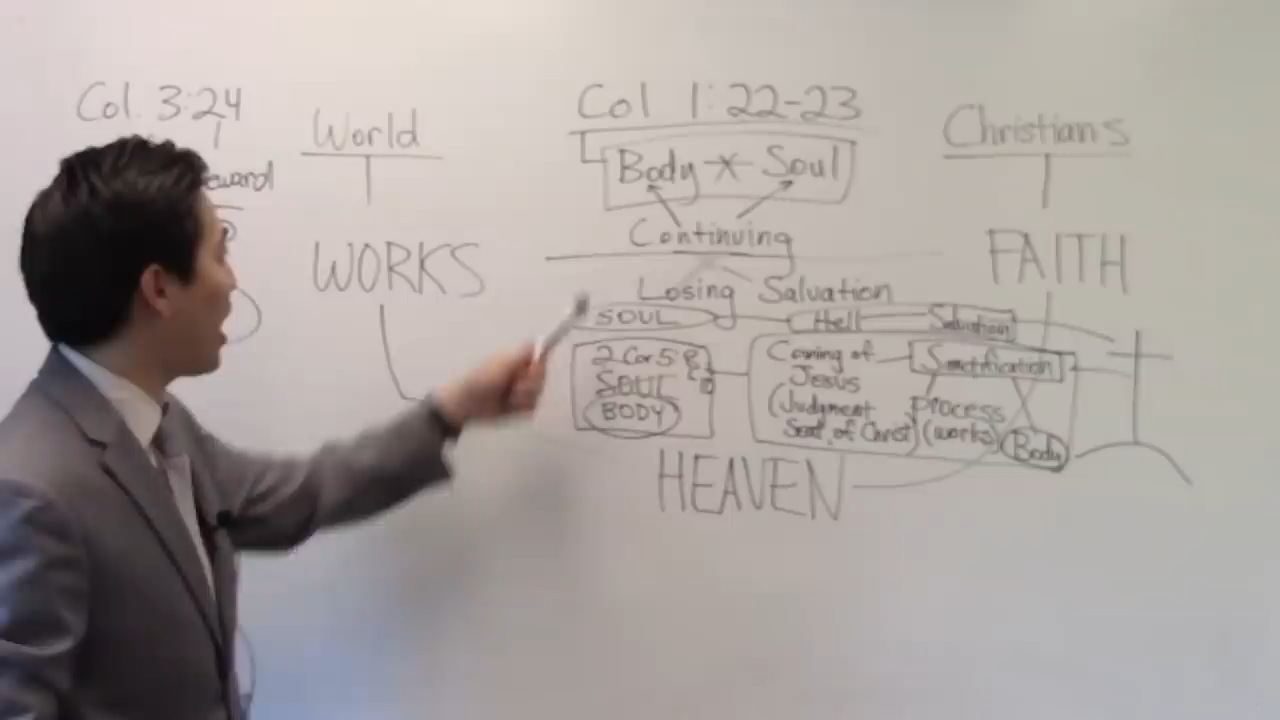 Col. 3:24
eward
World
WORKS
Col 1:22-23
Body Soul
Continuing
Losing Salvation
SOUL Hell Salvation
2 Cor 5
SOUL
BODY
Coming of
Jesus
(Judgment
Seat of Christ)
Sanctification
process
(works)
Body
HEAVEN
Christians
FAITH